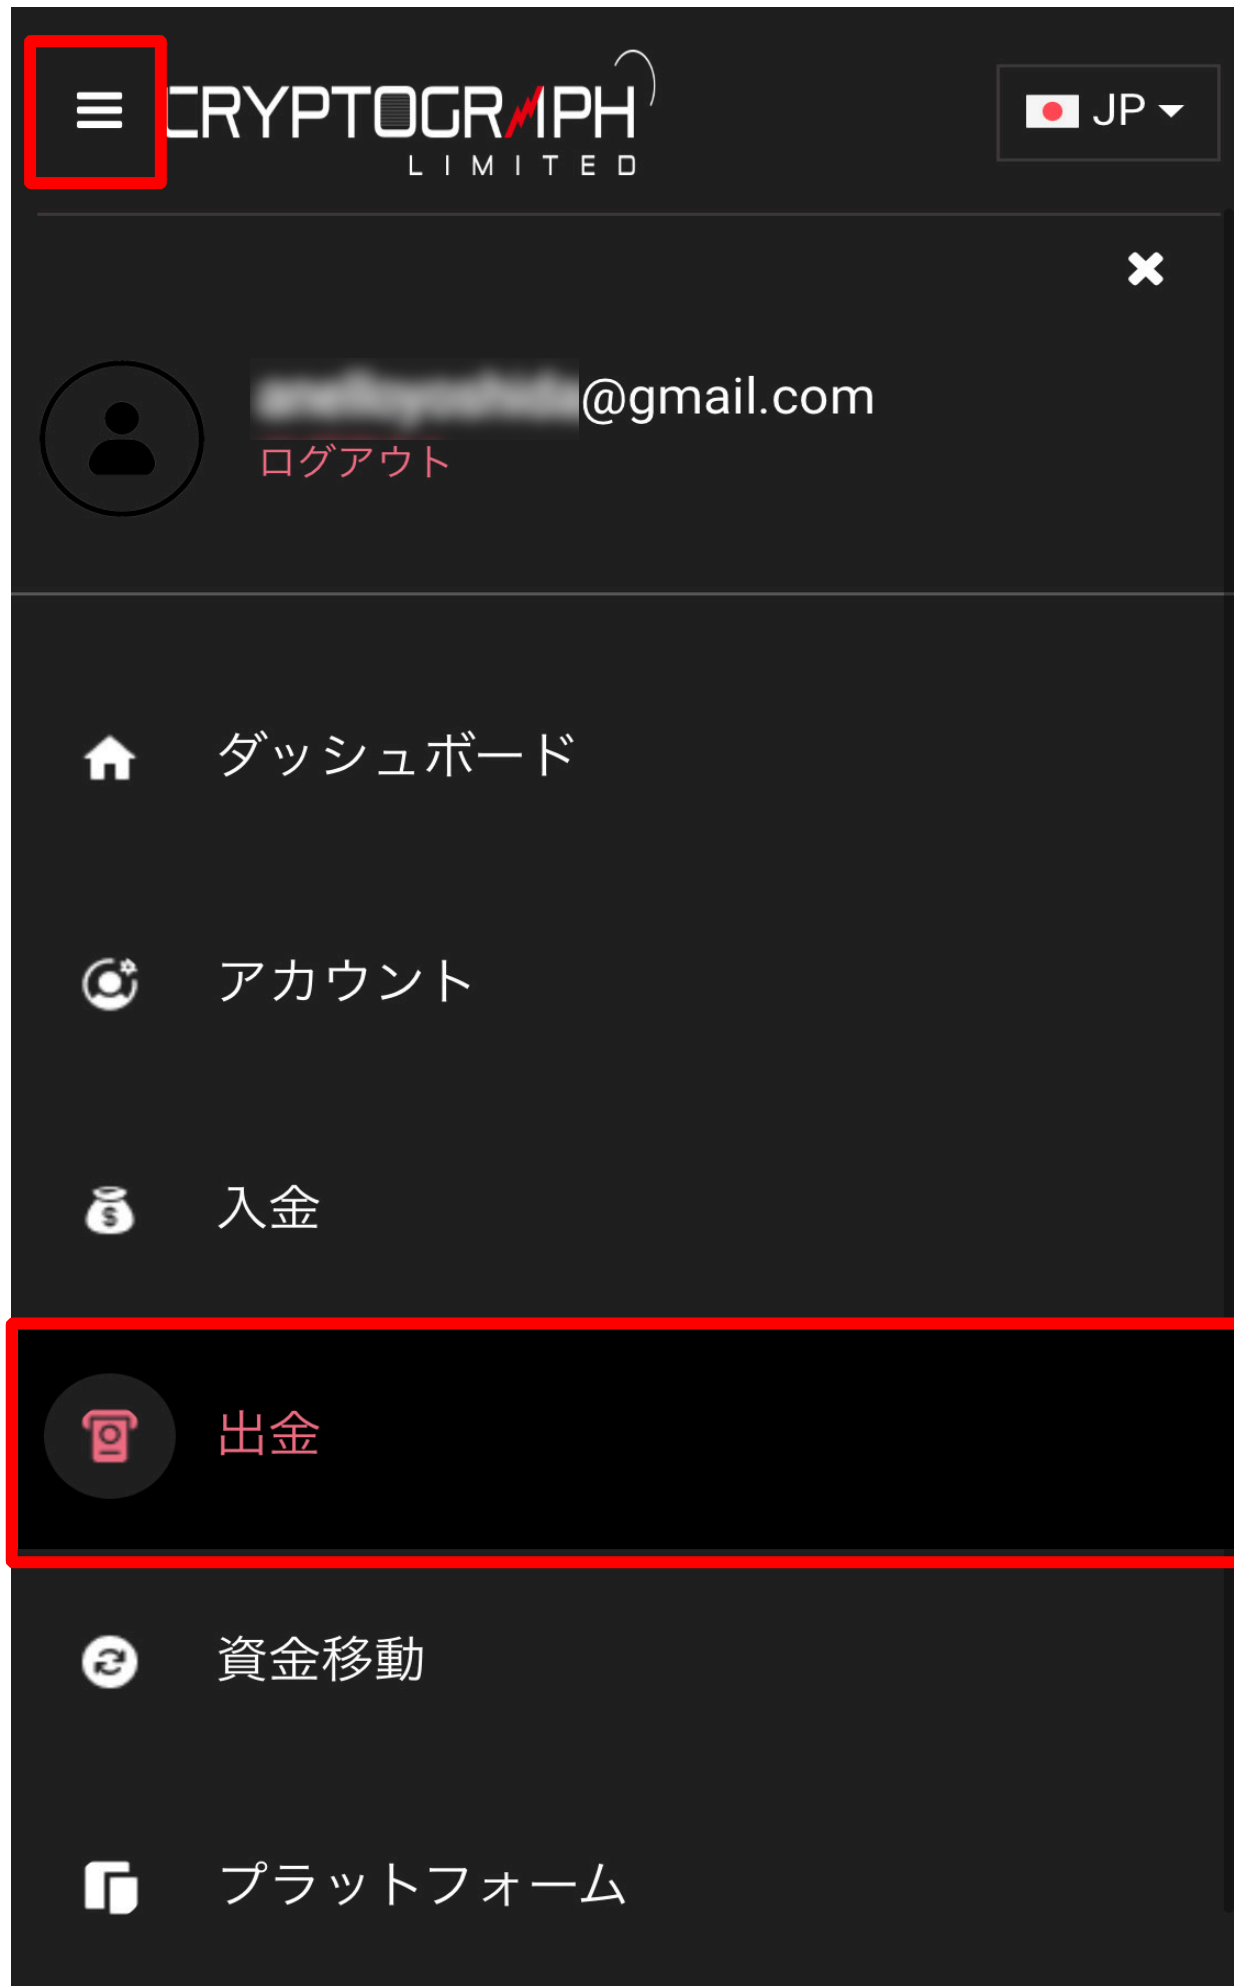 CRYPTOGRAPH
LIMITED
JP
@gmail.com
ログアウト
ダッシュボード
アカウント
入金
出金
資金移動
プラットフォーム